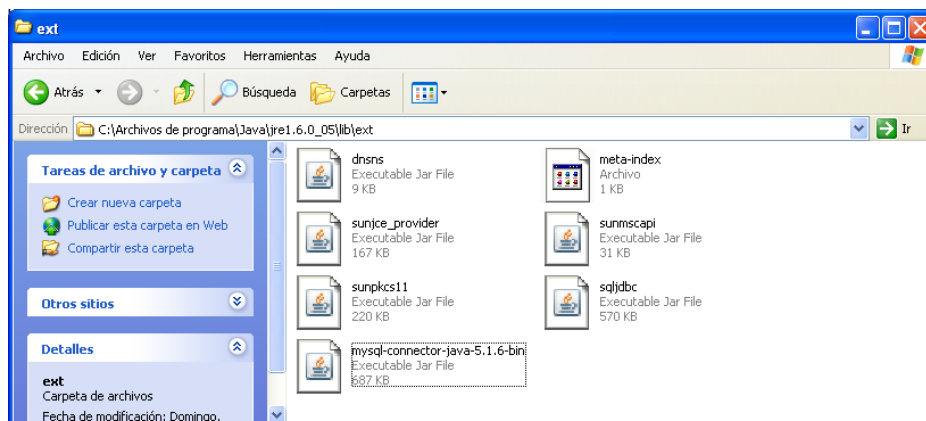 ext
Archivo Edición Ver Favoritos Herramientas Ayuda
Atrás Búsqueda Carpetas
Dirección C:\Archivos de programa\Java\jre1.6.0_05\lib\ext Ir
Tareas de archivo y carpeta
Crear nueva carpeta
Publicar esta carpeta en Web
Compartir esta carpeta
Otros sitios
Detalles
ext
Carpeta de archivos
Fecha de modificación: Domingo,
dnsns
Executable Jar File
9 KB
meta-index
Archivo
1 KB
sunjce_provider
Executable Jar File
167 KB
sunmscapi
Executable Jar File
31 KB
sunpkcs11
Executable Jar File
220 KB
sqljdbc
Executable Jar File
570 KB
mysql-connector-java-5.1.6-bin
Executable Jar File
687 KB